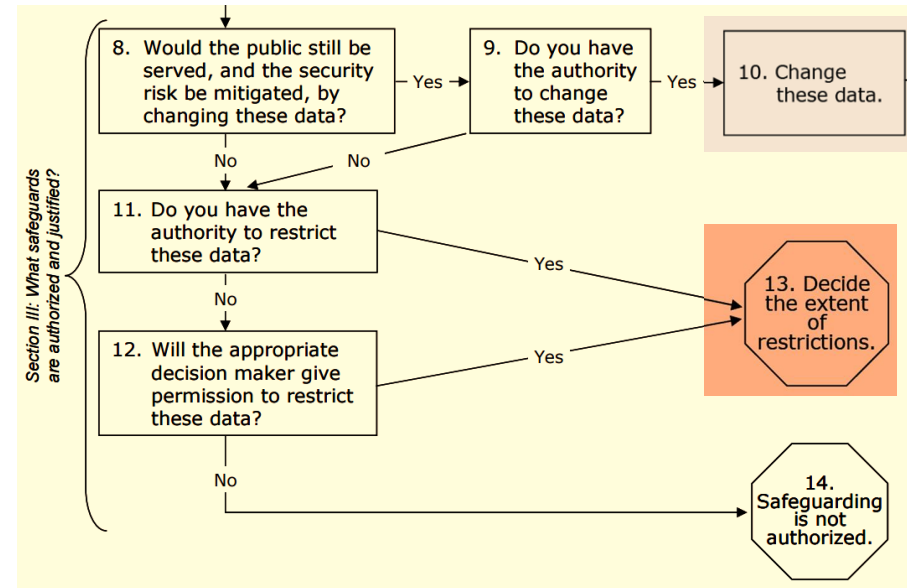 Section III: What safeguards
are authorized and justified?
8. Would the public still be
served, and the security
risk be mitigated, by
changing these data?
Yes
9. Do you have
the authority
to change
these data?
Yes
10. Change
these data.
No
No
11. Do you have the
authority to restrict
these data?
Yes
13. Decide
the extent
of
restrictions.
No
12. Will the appropriate
decision maker give
permission to restrict
these data?
Yes
No
14.
Safeguarding
is not
authorized.